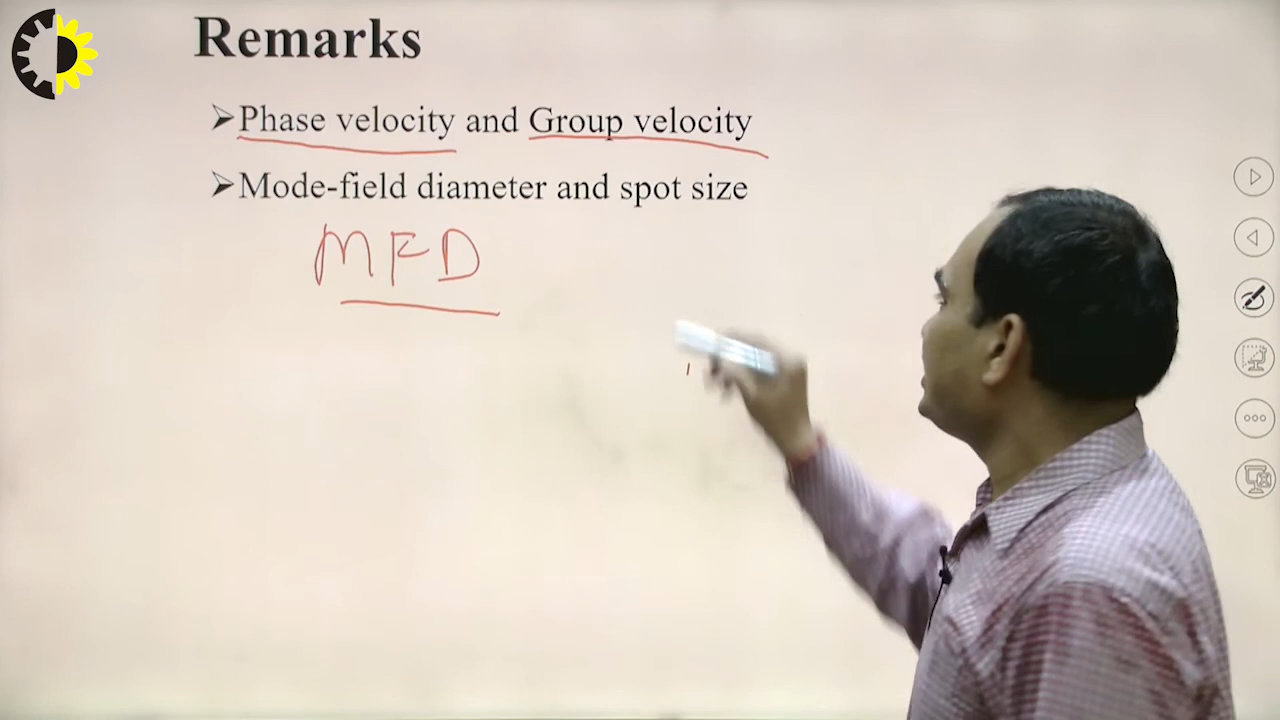 Remarks
➢Phase velocity and Group velocity
➢Mode-field diameter and spot size
MFD